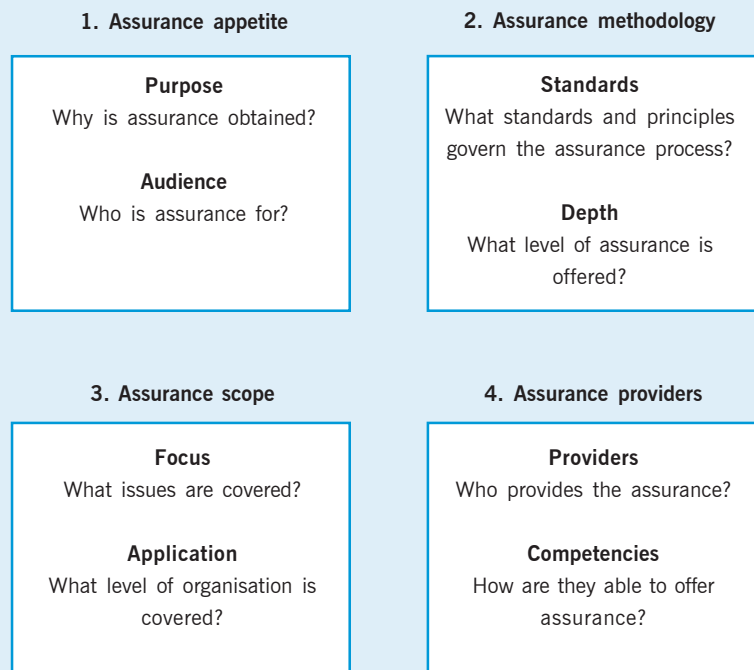 1. Assurance appetite
Purpose
Why is assurance obtained?
Audience
Who is assurance for?
2. Assurance methodology
Standards
What standards and principles
govern the assurance process?
Depth
What level of assurance is
offered?
3. Assurance scope
Focus
What issues are covered?
Application
What level of organisation is
covered?
4. Assurance providers
Providers
Who provides the assurance?
Competencies
How are they able to offer
assurance?